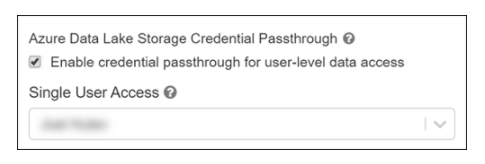 Azure Data Lake Storage Credential Passthrough ?
Enable credential passthrough for user-level data access
Single User Access ?